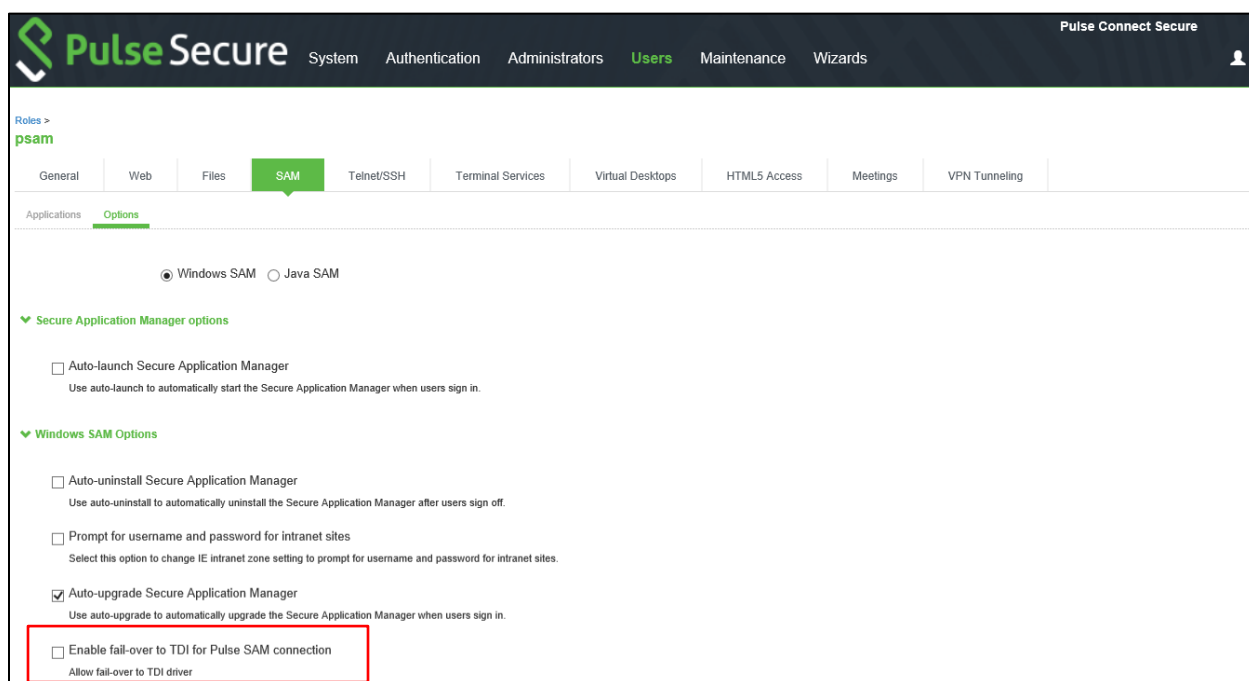 Pulse Connect Secure
Pulse Secure System Authentication Administrators Users Maintenance Wizards
Roles >
psam
General Web Files SAM Telnet/SSH Terminal Services Virtual Desktops HTML5 Access Meetings VPN Tunneling
Applications Options
Windows SAM Java SAM
Secure Application Manager options
Auto-launch Secure Application Manager
Use auto-launch to automatically start the Secure Application Manager when users sign in.
Windows SAM Options
Auto-uninstall Secure Application Manager
Use auto-uninstall to automatically uninstall the Secure Application Manager after users sign off.
Prompt for username and password for intranet sites
Select this option to change IE intranet zone setting to prompt for username and password for intranet sites.
Auto-upgrade Secure Application Manager
Use auto-upgrade to automatically upgrade the Secure Application Manager when users sign in.
Enable fail-over to TDI for Pulse SAM connection
Allow fail-over to TDI driver